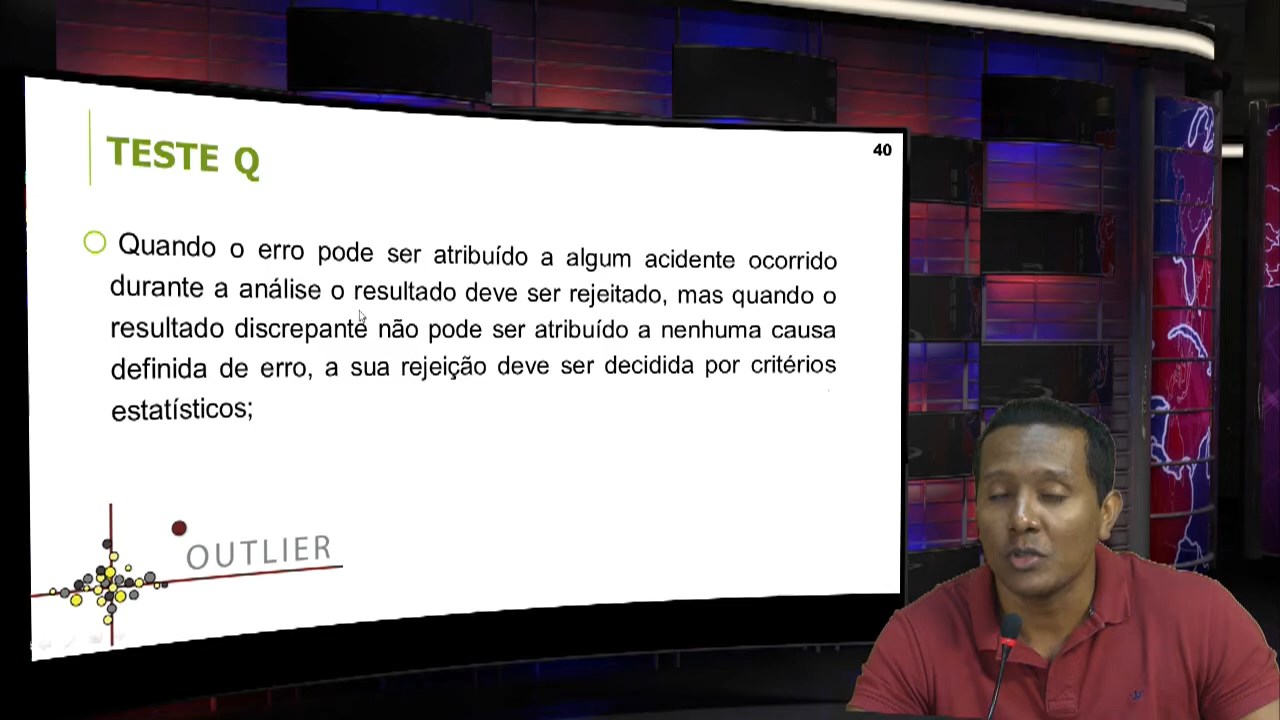 TESTE Q
40
Quando o erro pode ser atribuído a algum acidente ocorrido
durante a análise o resultado deve ser rejeitado, mas quando o
resultado discrepante não pode ser atribuído a nenhuma causa
definida de erro, a sua rejeição deve ser decidida por critérios
estatísticos;
OUTLIER